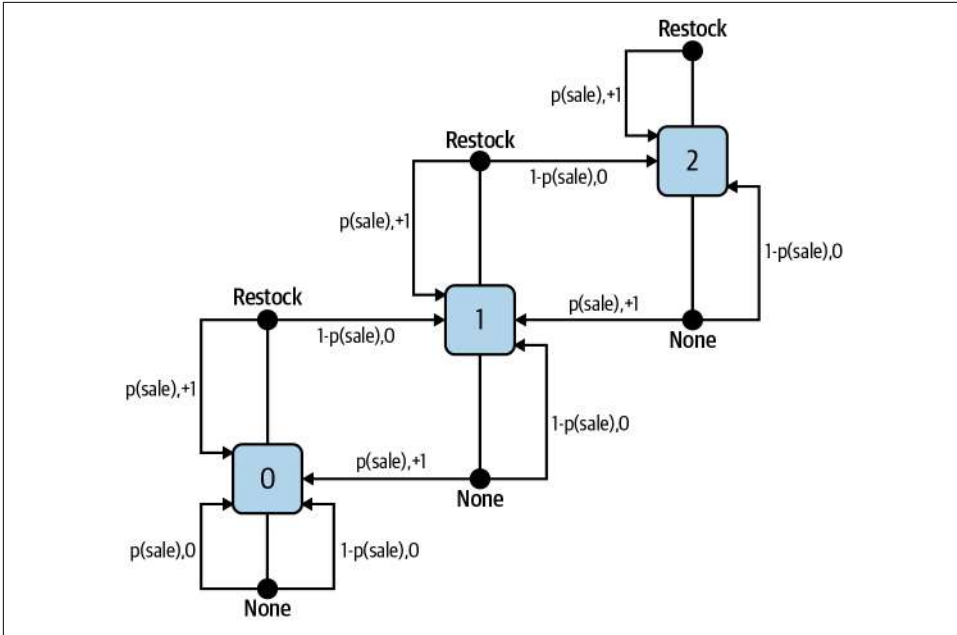 Restock
p(sale),+1
2
Restock
1-p(sale),0
p(sale),+1
1-p(sale),0
Restock
p(sale),+1
1
None
1-p(sale),0
p(sale),+1
1-p(sale),0
p(sale),+1
0
None
p(sale),0
1-p(sale),0
None